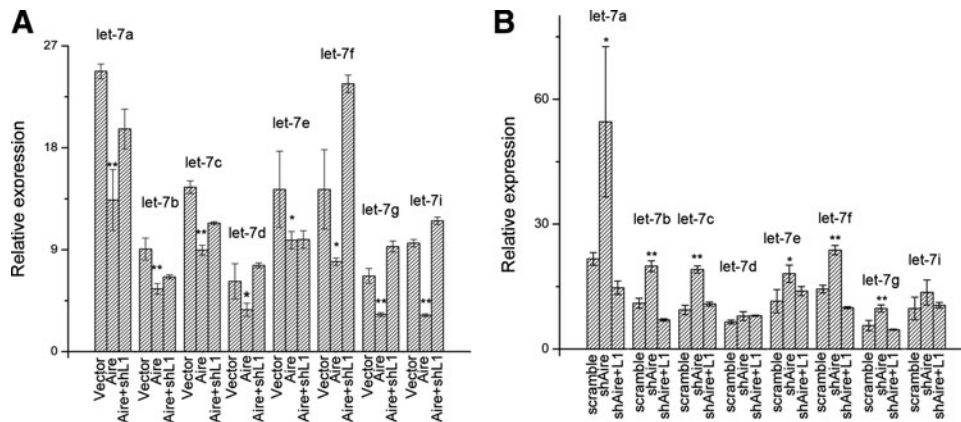 A
let-7a
let-7b
let-7c
let-7d
let-7e
let-7f
let-7g
let-7i
Relative expression
27
18
9
0
** ** ** * * * ** **
Vector Aire Aire+shL1
Vector Aire Aire+shL1
Vector Aire Aire+shL1
Vector Aire Aire+shL1
Vector Aire Aire+shL1
Vector Aire Aire+shL1
Vector Aire Aire+shL1
Vector Aire Aire+shL1
B
let-7a
let-7b
let-7c
let-7d
let-7e
let-7f
let-7g
let-7i
Relative expression
60
30
0
* ** ** * ** **
scramble shAire shAire+L1
scramble shAire shAire+L1
scramble shAire shAire+L1
scramble shAire shAire+L1
scramble shAire shAire+L1
scramble shAire shAire+L1
scramble shAire shAire+L1
scramble shAire shAire+L1